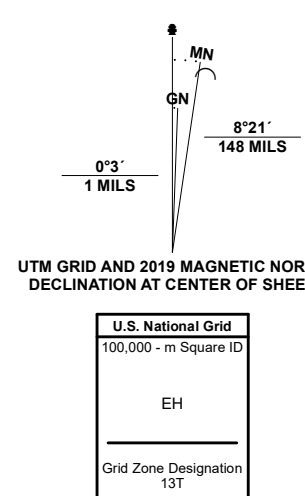 MN
GN
8°21´
148 MILS
0°3´
1 MILS
UTM GRID AND 2019 MAGNETIC NOR
DECLINATION AT CENTER OF SHEE
U.S. National Grid
100,000 - m Square ID
EH
Grid Zone Designation
13T